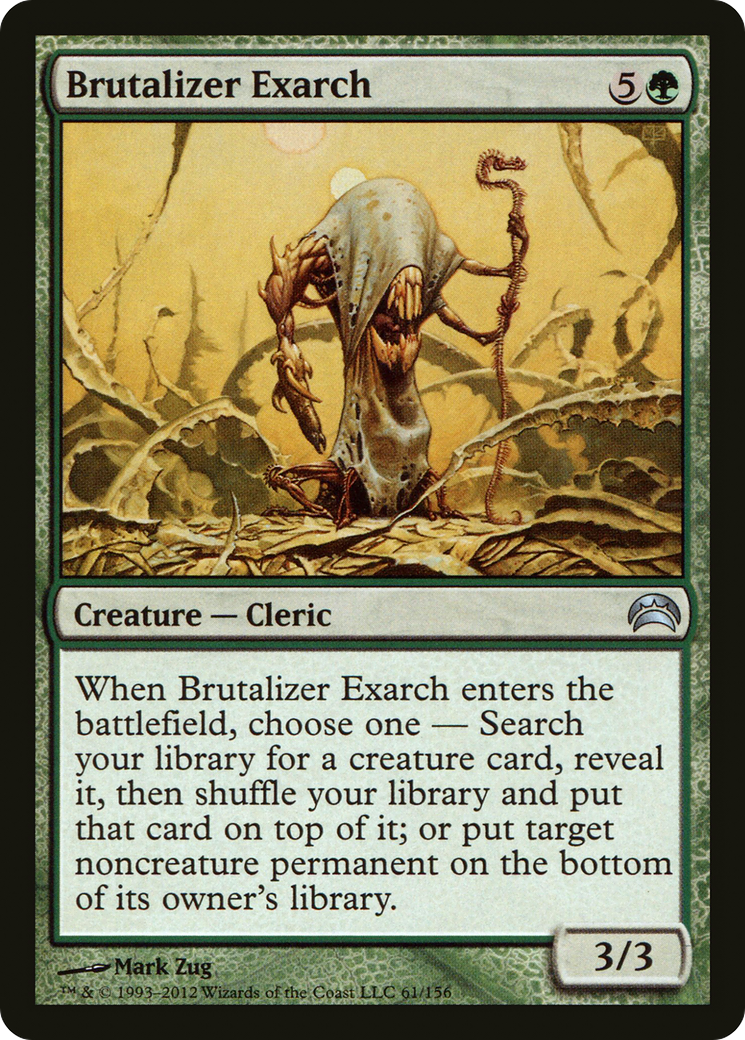 Brutalizer Exarch 5
Creature — Cleric
When Brutalizer Exarch enters the
battlefield, choose one — Search
your library for a creature card, reveal
it, then shuffle your library and put
that card on top of it; or put target
noncreature permanent on the bottom
of its owner's library.
3/3
Mark Zug
™ & © 1993–2012 Wizards of the Coast LLC 61/156